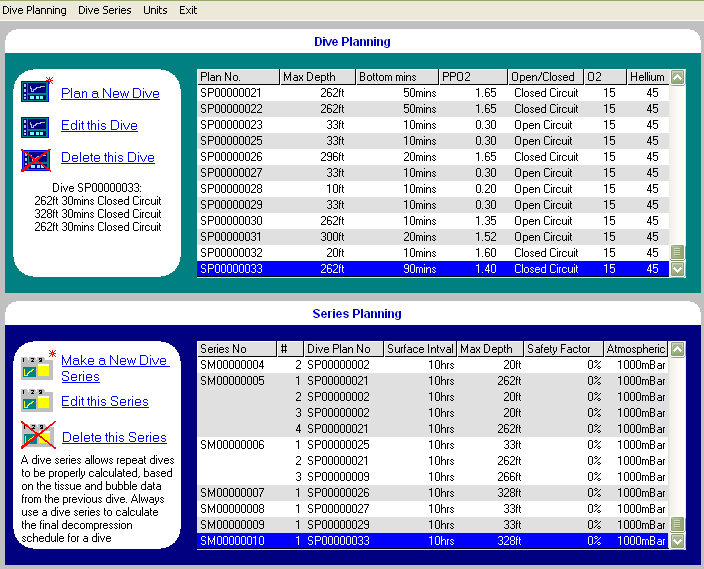 Dive Planning Dive Series Units Exit
Dive Planning
Plan a New Dive
Edit this Dive
Delete this Dive
Dive SP00000033:
262ft 30mins Closed Circuit
328ft 30mins Closed Circuit
262ft 30mins Closed Circuit
Plan No. Max Depth Bottom mins PPO2 Open/Closed O2 Hellium
SP00000021 262ft 50mins 1.65 Closed Circuit 15 45
SP00000022 262ft 50mins 1.65 Closed Circuit 15 45
SP00000023 33ft 10mins 0.30 Open Circuit 15 45
SP00000025 33ft 10mins 0.30 Open Circuit 15 45
SP00000026 296ft 20mins 1.65 Closed Circuit 15 45
SP00000027 33ft 10mins 0.30 Open Circuit 15 45
SP00000028 10ft 10mins 0.20 Open Circuit 15 45
SP00000029 33ft 10mins 0.30 Open Circuit 15 45
SP00000030 262ft 10mins 1.35 Open Circuit 15 45
SP00000031 300ft 20mins 1.52 Open Circuit 15 45
SP00000032 20ft 10mins 1.60 Closed Circuit 15 45
SP00000033 262ft 90mins 1.40 Closed Circuit 15 45
Series Planning
1 2 3
Make a New Dive
Series
1 2 3
Edit this Series
1 2 3
Delete this Series
A dive series allows repeat dives
to be properly calculated, based
on the tissue and bubble data
from the previous dive. Always
use a dive series to calculate
the final decompression
schedule for a dive
Series No # Dive Plan No Surface Intval Max Depth Safety Factor Atmospheric
SM00000004 2 SP00000002 10hrs 20ft 0% 1000mBar
SM00000005 1 SP00000021 10hrs 262ft 0% 1000mBar
2 SP00000002 10hrs 20ft 0% 1000mBar
3 SP00000002 10hrs 20ft 0% 1000mBar
4 SP00000021 10hrs 262ft 0% 1000mBar
SM00000006 1 SP00000025 10hrs 33ft 0% 1000mBar
2 SP00000021 10hrs 262ft 0% 1000mBar
3 SP00000009 10hrs 266ft 0% 1000mBar
SM00000007 1 SP00000026 10hrs 328ft 0% 1000mBar
SM00000008 1 SP00000027 10hrs 33ft 0% 1000mBar
SM00000009 1 SP00000029 10hrs 33ft 0% 1000mBar
SM00000010 1 SP00000033 10hrs 328ft 0% 1000mBar